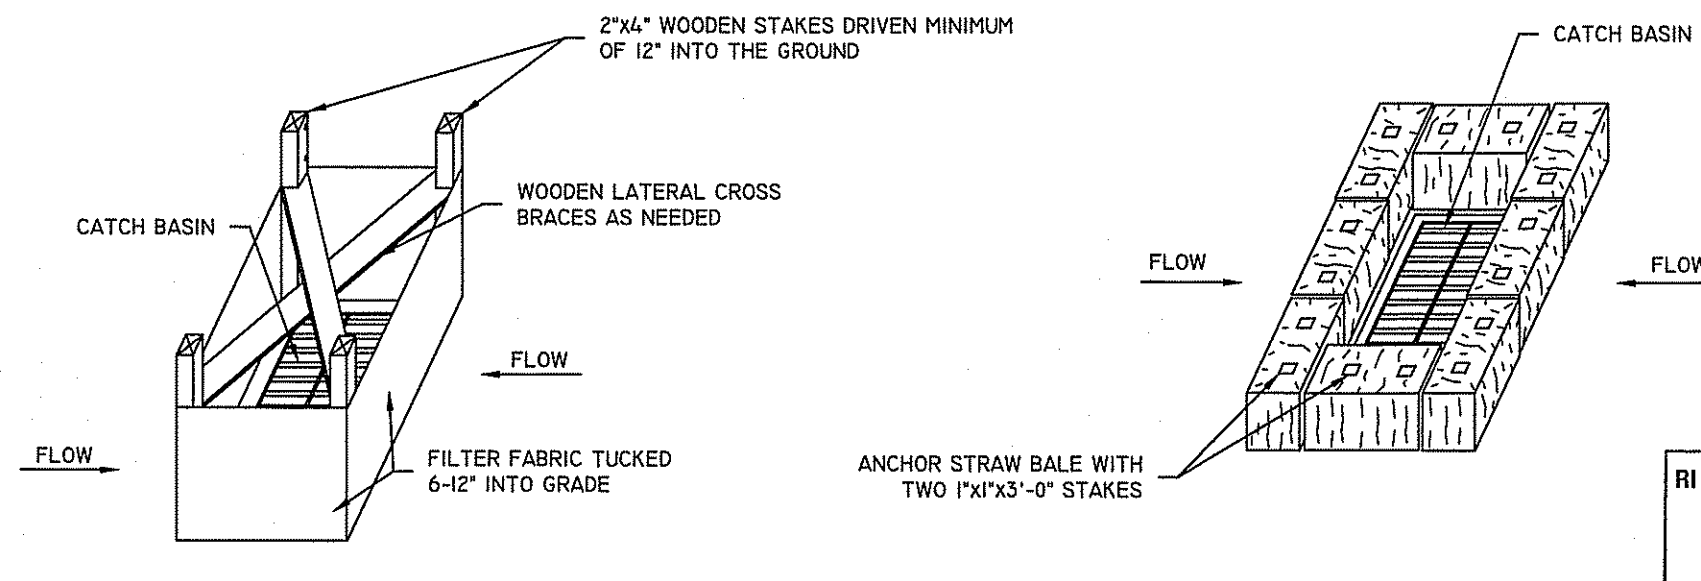 2"X4" WOODEN STAKES DRIVEN MINIMUM
OF 12" INTO THE GROUND
WOODEN LATERAL CROSS
BRACES AS NEEDED
CATCH BASIN
FLOW
FLOW
FILTER FABRIC TUCKED
6-12" INTO GRADE
CATCH BASIN
FLOW
FLOW
ANCHOR STRAW BALE WITH
TWO 1"X1"X3'-0" STAKES
RI